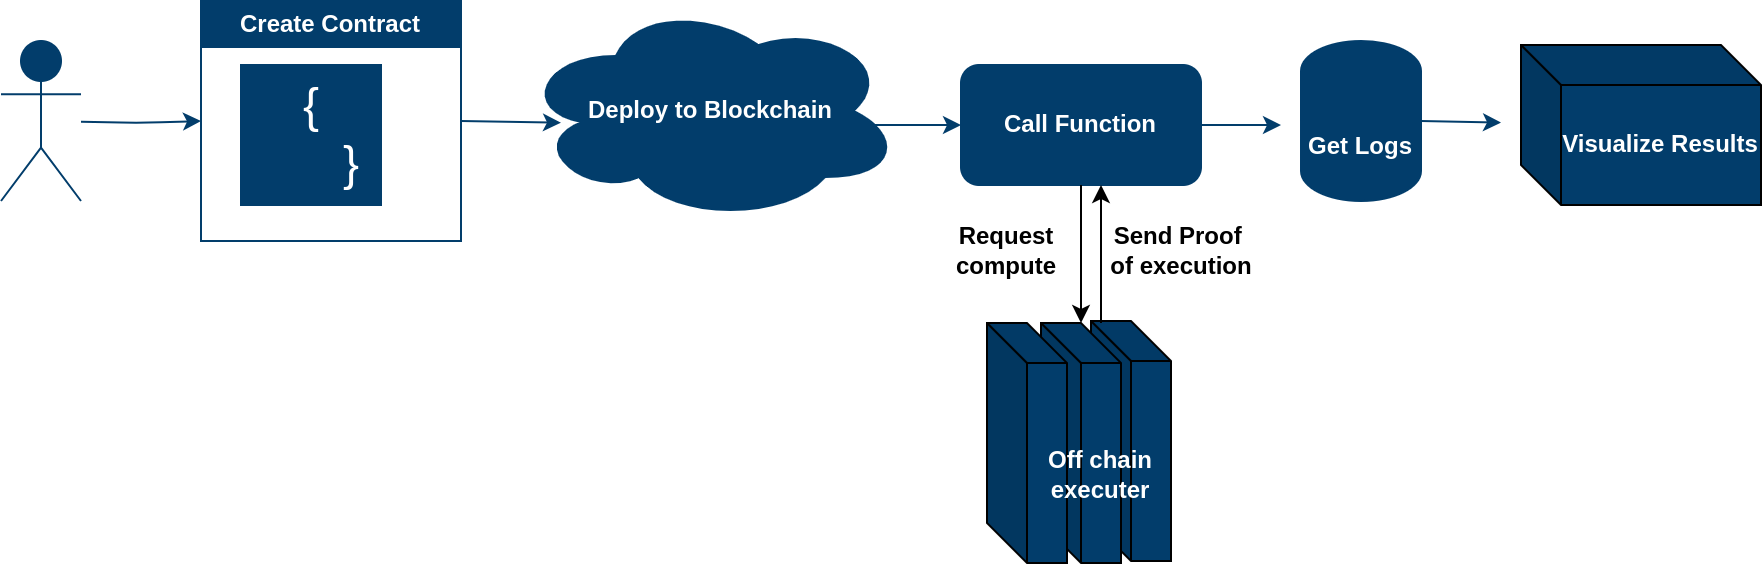 Create Contract
{
}
Deploy to Blockchain
Call Function
Get Logs
Visualize Results
Request
compute
Send Proof
of execution
Off chain
executer